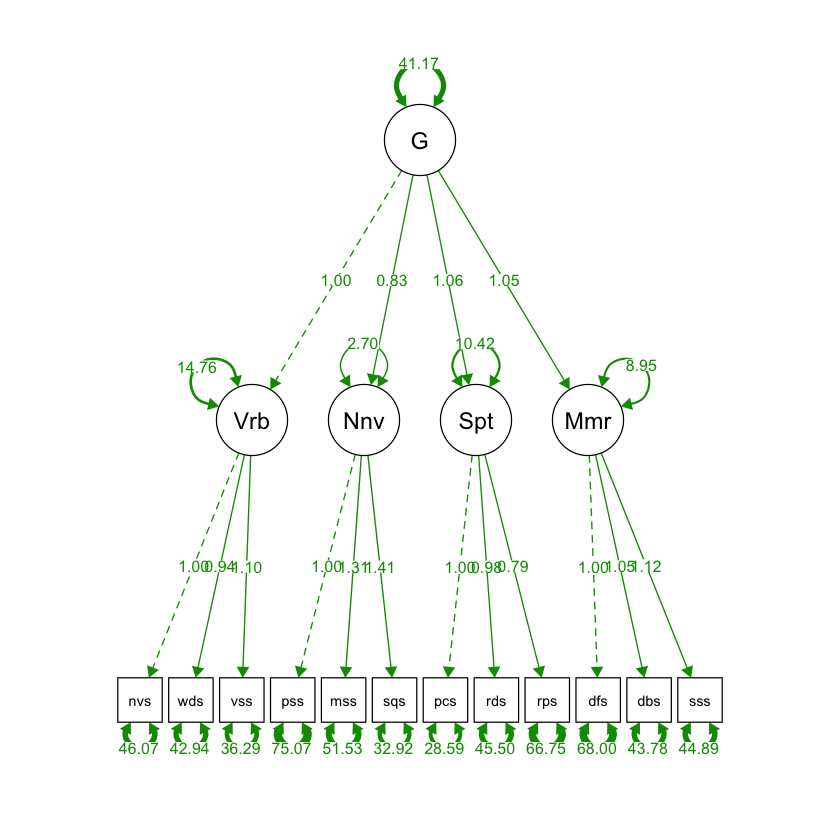 41.17
G
1.00 0.83 1.06 1.05
14.76 2.70 10.42 8.95
Vrb Nnv Spt Mmr
1.00 0.94 1.10 1.00 1.31 1.41 1.00 0.98 0.79 1.00 1.05 1.12
nvs wds vss pss mss sqs pcs rds rps dfs dbs sss
46.07 42.94 36.29 75.07 51.53 32.92 28.59 45.50 66.75 68.00 43.78 44.89